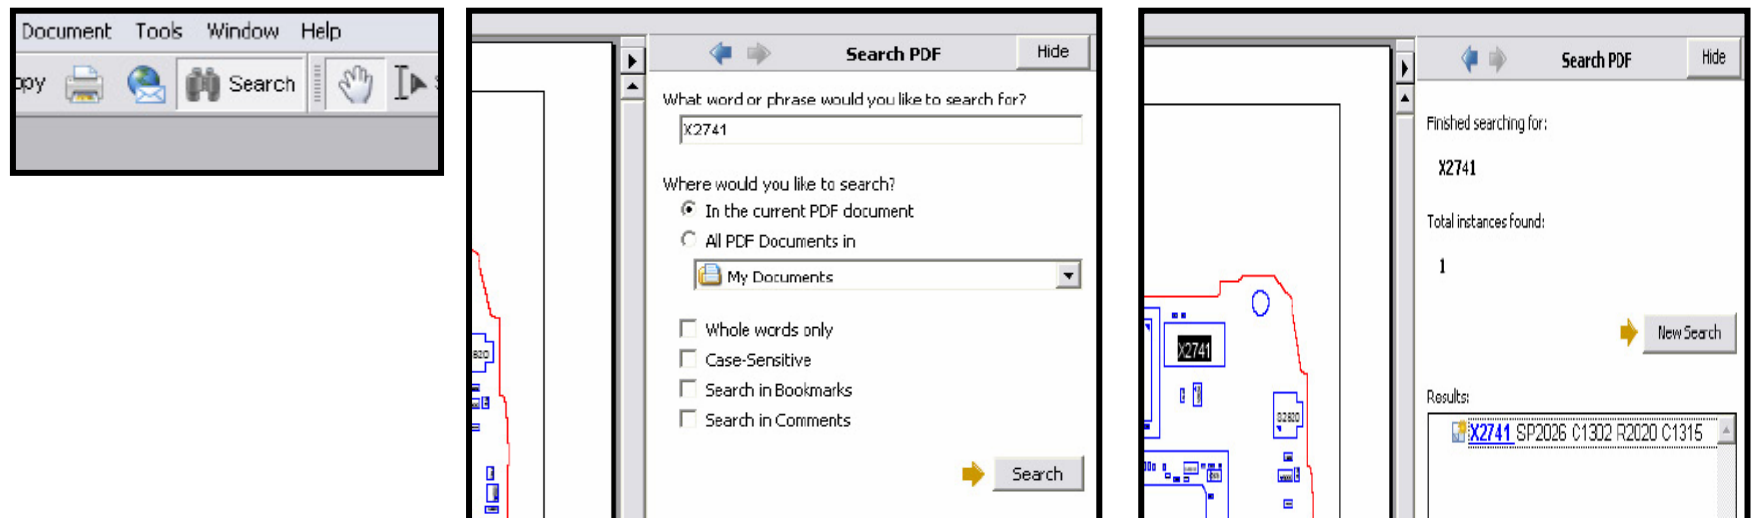 Document Tools Window Help
opy Search
Search PDF Hide
What word or phrase would you like to search for?
X2741
Where would you like to search?
In the current PDF document
All PDF Documents in
My Documents
Whole words only
Case-Sensitive
Search in Bookmarks
Search in Comments
Search
Search PDF Hide
Finished searching for:
X2741
Total instances found:
1
New Search
Results:
X2741 SP2026 C1302 R2020 C1315
X2741